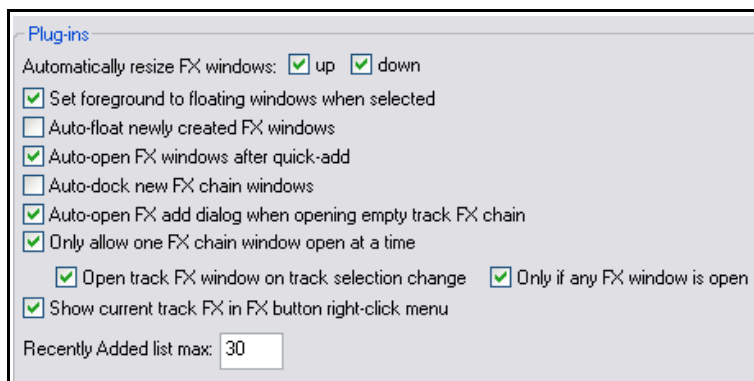 Plug-ins
Automatically resize FX windows: up down
Set foreground to floating windows when selected
Auto-float newly created FX windows
Auto-open FX windows after quick-add
Auto-dock new FX chain windows
Auto-open FX add dialog when opening empty track FX chain
Only allow one FX chain window open at a time
Open track FX window on track selection change Only if any FX window is open
Show current track FX in FX button right-click menu
Recently Added list max: 30